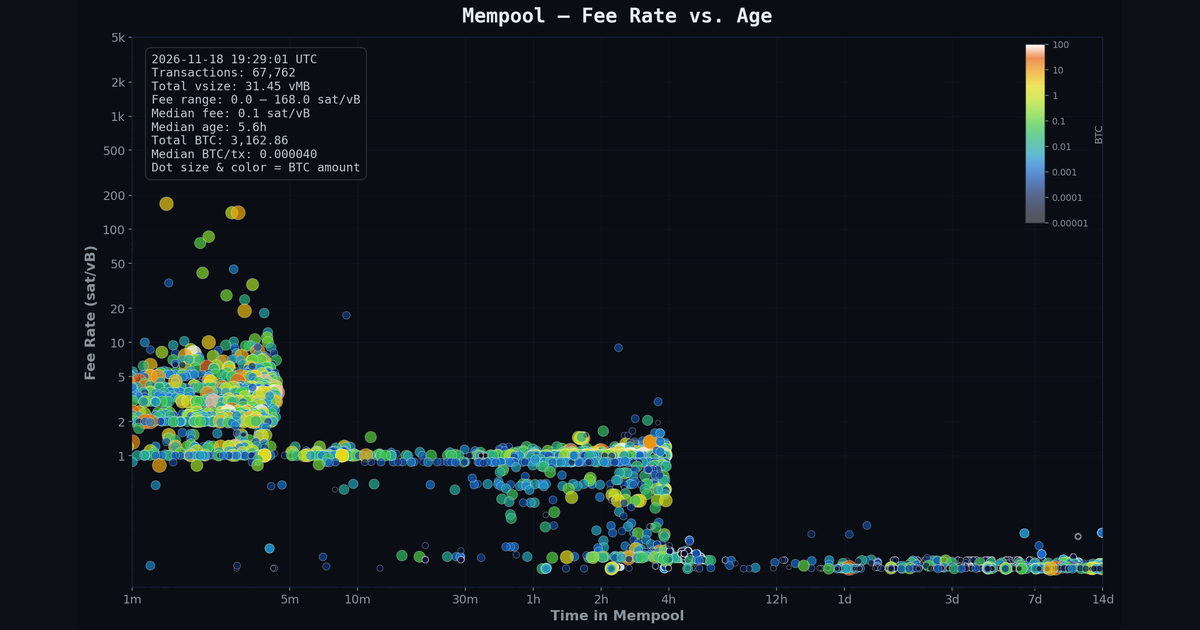 Mempool — Fee Rate vs. Age
2026-11-18 19:29:01 UTC
Transactions: 67,762
Total vsize: 31.45 vMB
Fee range: 0.0 – 168.0 sat/vB
Median fee: 0.1 sat/vB
Median age: 5.6h
Total BTC: 3,162.86
Median BTC/tx: 0.000040
Dot size & color = BTC amount
100
10
1
0.1
0.01
0.001
0.0001
0.00001
BTC
Fee Rate (sat/vB)
5k
2k
1k
500
200
100
50
20
10
5
2
1
1m
5m
10m
30m
1h
2h
4h
12h
1d
3d
7d
14d
Time in Mempool